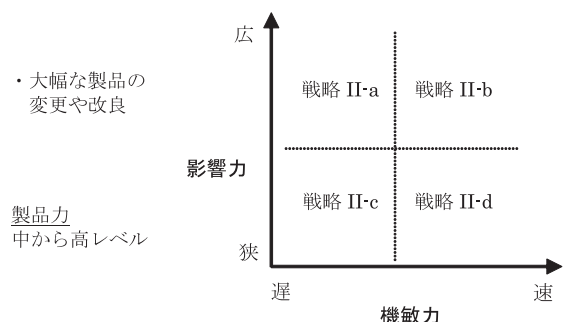 広
・大幅な製品の
変更や改良
戦略 II-a
戦略 II-b
影響力
製品力
中から高レベル
戦略 II-c
戦略 II-d
狭
遅
速
機敏力